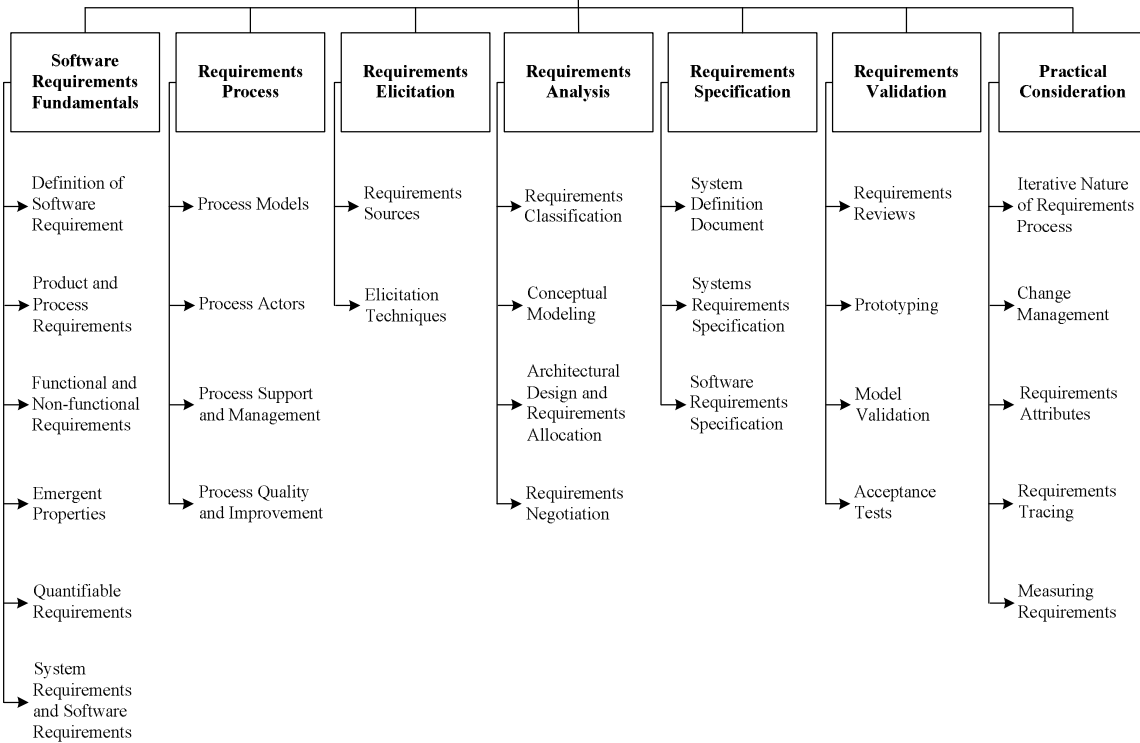 Software
Requirements
Fundamentals
Definition of
Software
Requirement
Product and
Process
Requirements
Functional and
Non-functional
Requirements
Emergent
Properties
Quantifiable
Requirements
System
Requirements
and Software
Requirements
Requirements
Process
Process Models
Process Actors
Process Support
and Management
Process Quality
and Improvement
Requirements
Elicitation
Requirements
Sources
Elicitation
Techniques
Requirements
Analysis
Requirements
Classification
Conceptual
Modeling
Architectural
Design and
Requirements
Allocation
Requirements
Negotiation
Requirements
Specification
System
Definition
Document
Systems
Requirements
Specification
Software
Requirements
Specification
Requirements
Validation
Requirements
Reviews
Prototyping
Model
Validation
Acceptance
Tests
Practical
Consideration
Iterative Nature
of Requirements
Process
Change
Management
Requirements
Attributes
Requirements
Tracing
Measuring
Requirements